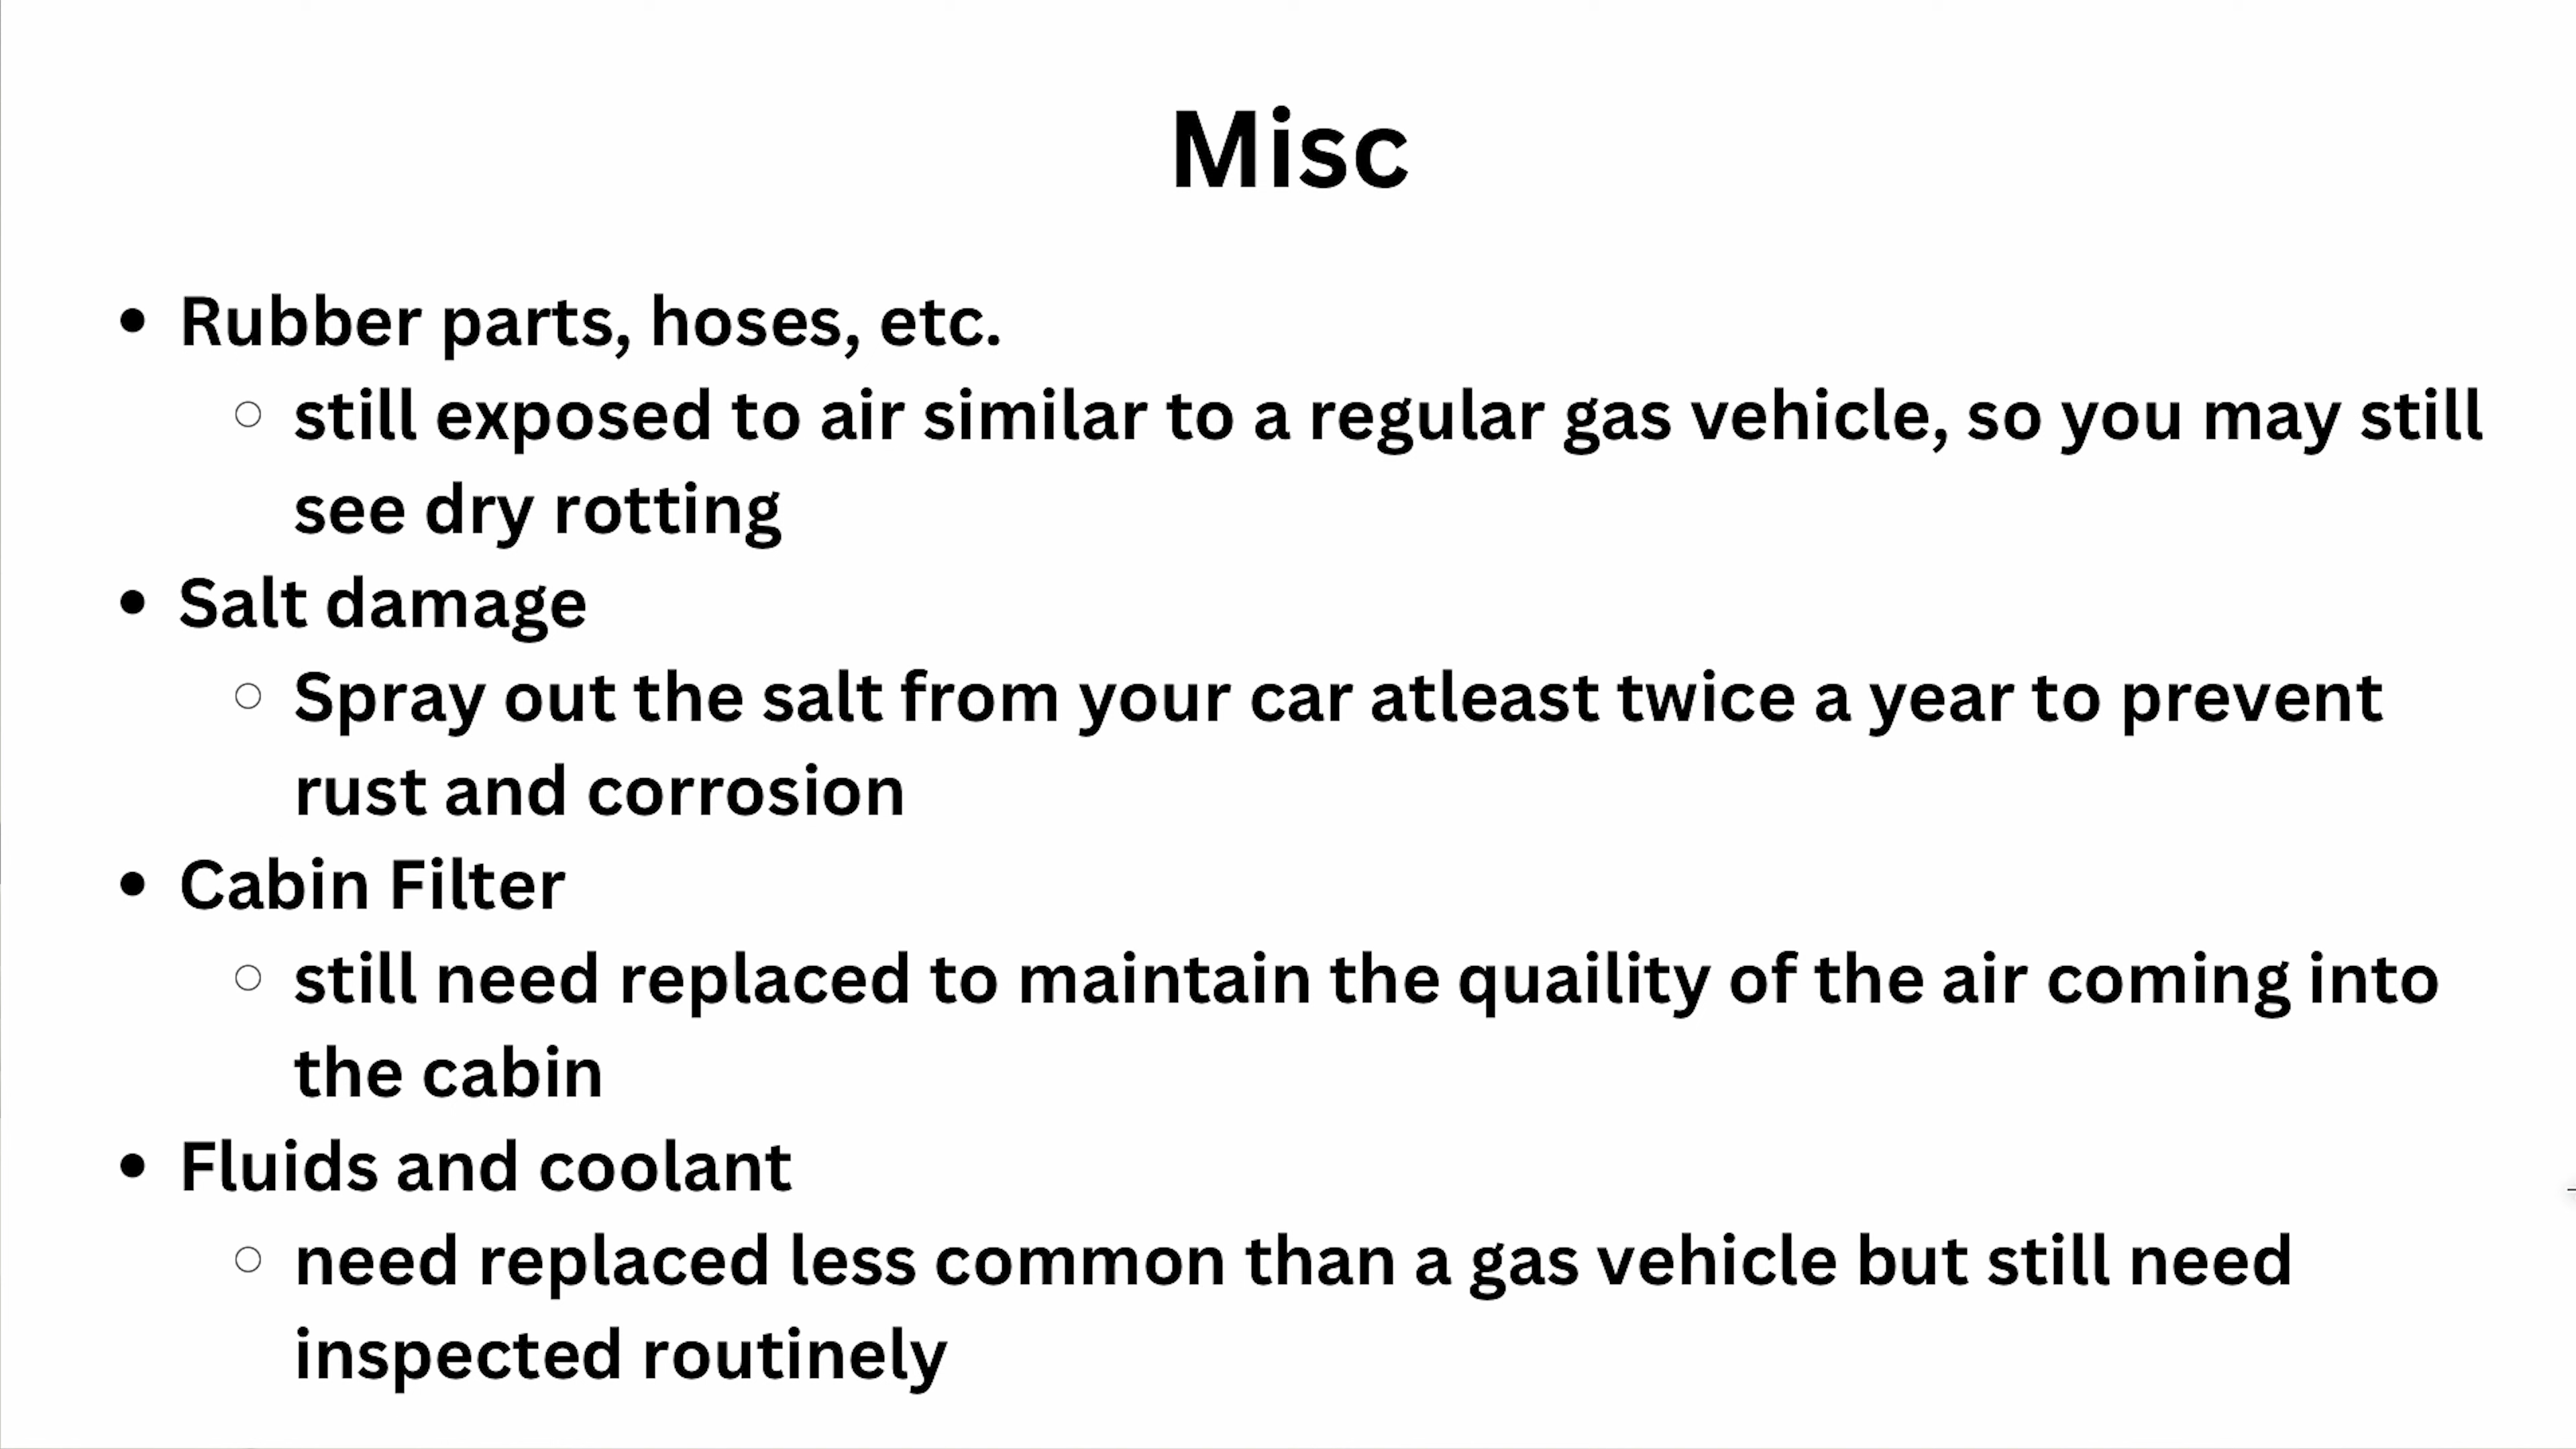 Misc
• Rubber parts, hoses, etc.
○ still exposed to air similar to a regular gas vehicle, so you may still
see dry rotting
• Salt damage
○ Spray out the salt from your car atleast twice a year to prevent
rust and corrosion
• Cabin Filter
○ still need replaced to maintain the quaility of the air coming into
the cabin
• Fluids and coolant
○ need replaced less common than a gas vehicle but still need
inspected routinely